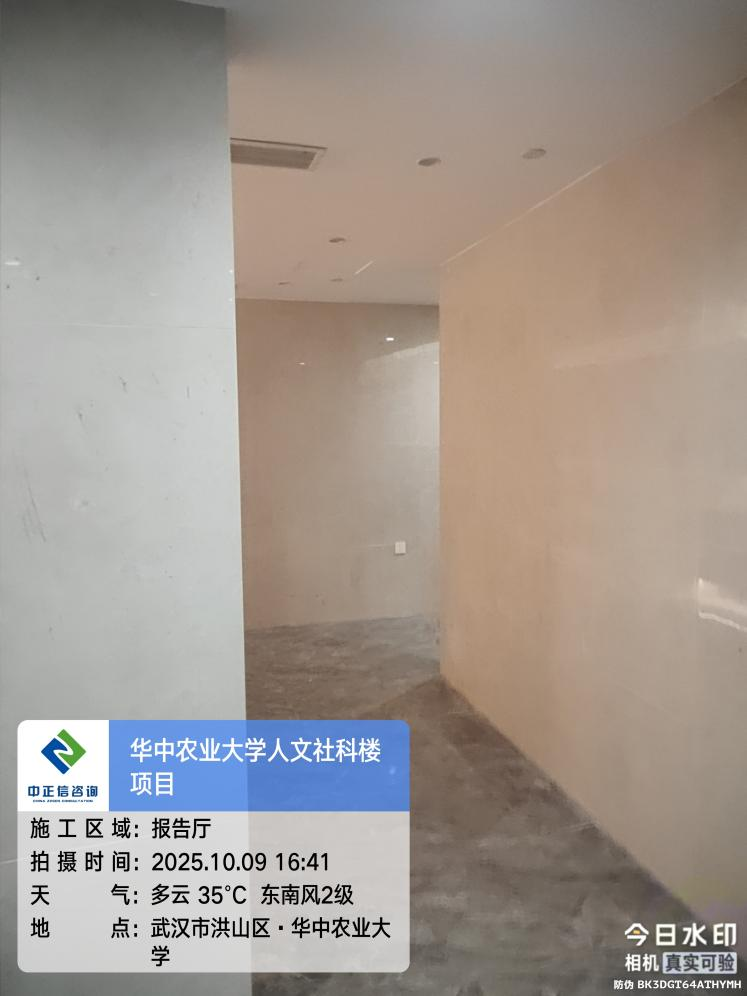 华中农业大学人文社科楼
项目
中正信咨询
CHINA ZOSEN CONSULTATION
施工区域：报告厅
拍摄时间：2025.10.09 16:41
天气：多云 35℃ 东南风2级
地点：武汉市洪山区·华中农业大
学
今日水印
相机真实可验
防伪 BK3DGT64ATHYMH